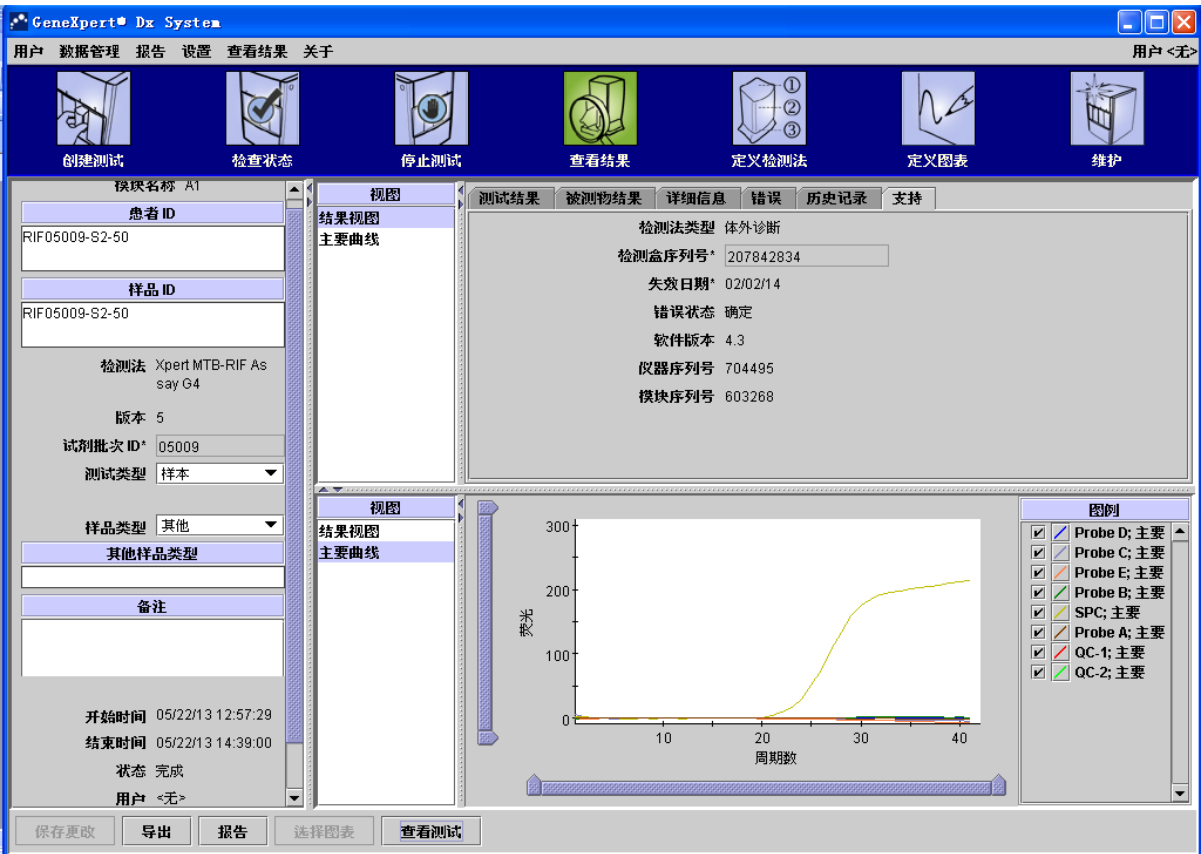 GeneXpert® Dx System
用户 数据管理 报告 设置 查看结果 关于 用户 <无>
创建测试 检查状态 停止测试 查看结果 定义检测法 定义图表 维护
模块名称 A1
患者 ID
RIF05009-S2-50
样品 ID
RIF05009-S2-50
检测法 Xpert MTB-RIF As
say G4
版本 5
试剂批次 ID* 05009
测试类型 样本
样品类型 其他
其他样品类型
备注
开始时间 05/22/13 12:57:29
结束时间 05/22/13 14:39:00
状态 完成
用户 <无>
视图
结果视图
主要曲线
测试结果 被测物结果 详细信息 错误 历史记录 支持
检测法类型 体外诊断
检测盒序列号* 207842834
失效日期* 02/02/14
错误状态 确定
软件版本 4.3
仪器序列号 704495
模块序列号 603268
视图
结果视图
主要曲线
300
200
100
0
荧光
10 20 30 40
周期数
图例
Probe D; 主要
Probe C; 主要
Probe E; 主要
Probe B; 主要
SPC; 主要
Probe A; 主要
QC-1; 主要
QC-2; 主要
保存更改 导出 报告 选择图表 查看测试